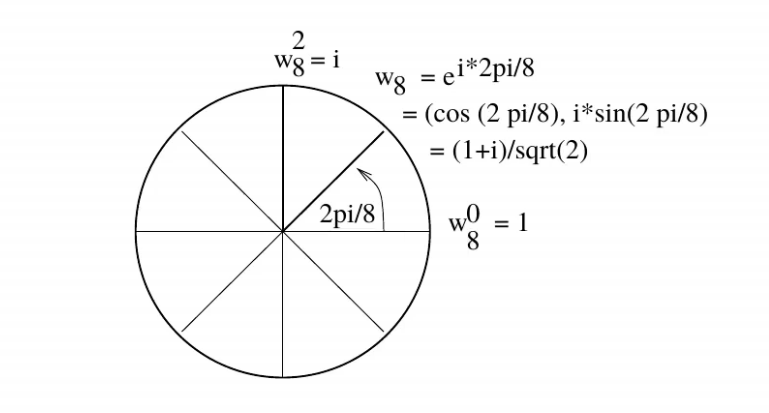 2
w8 = i
w8 = e^i*2pi/8
= (cos (2 pi/8), i*sin(2 pi/8)
= (1+i)/sqrt(2)
2pi/8
w8^0 = 1